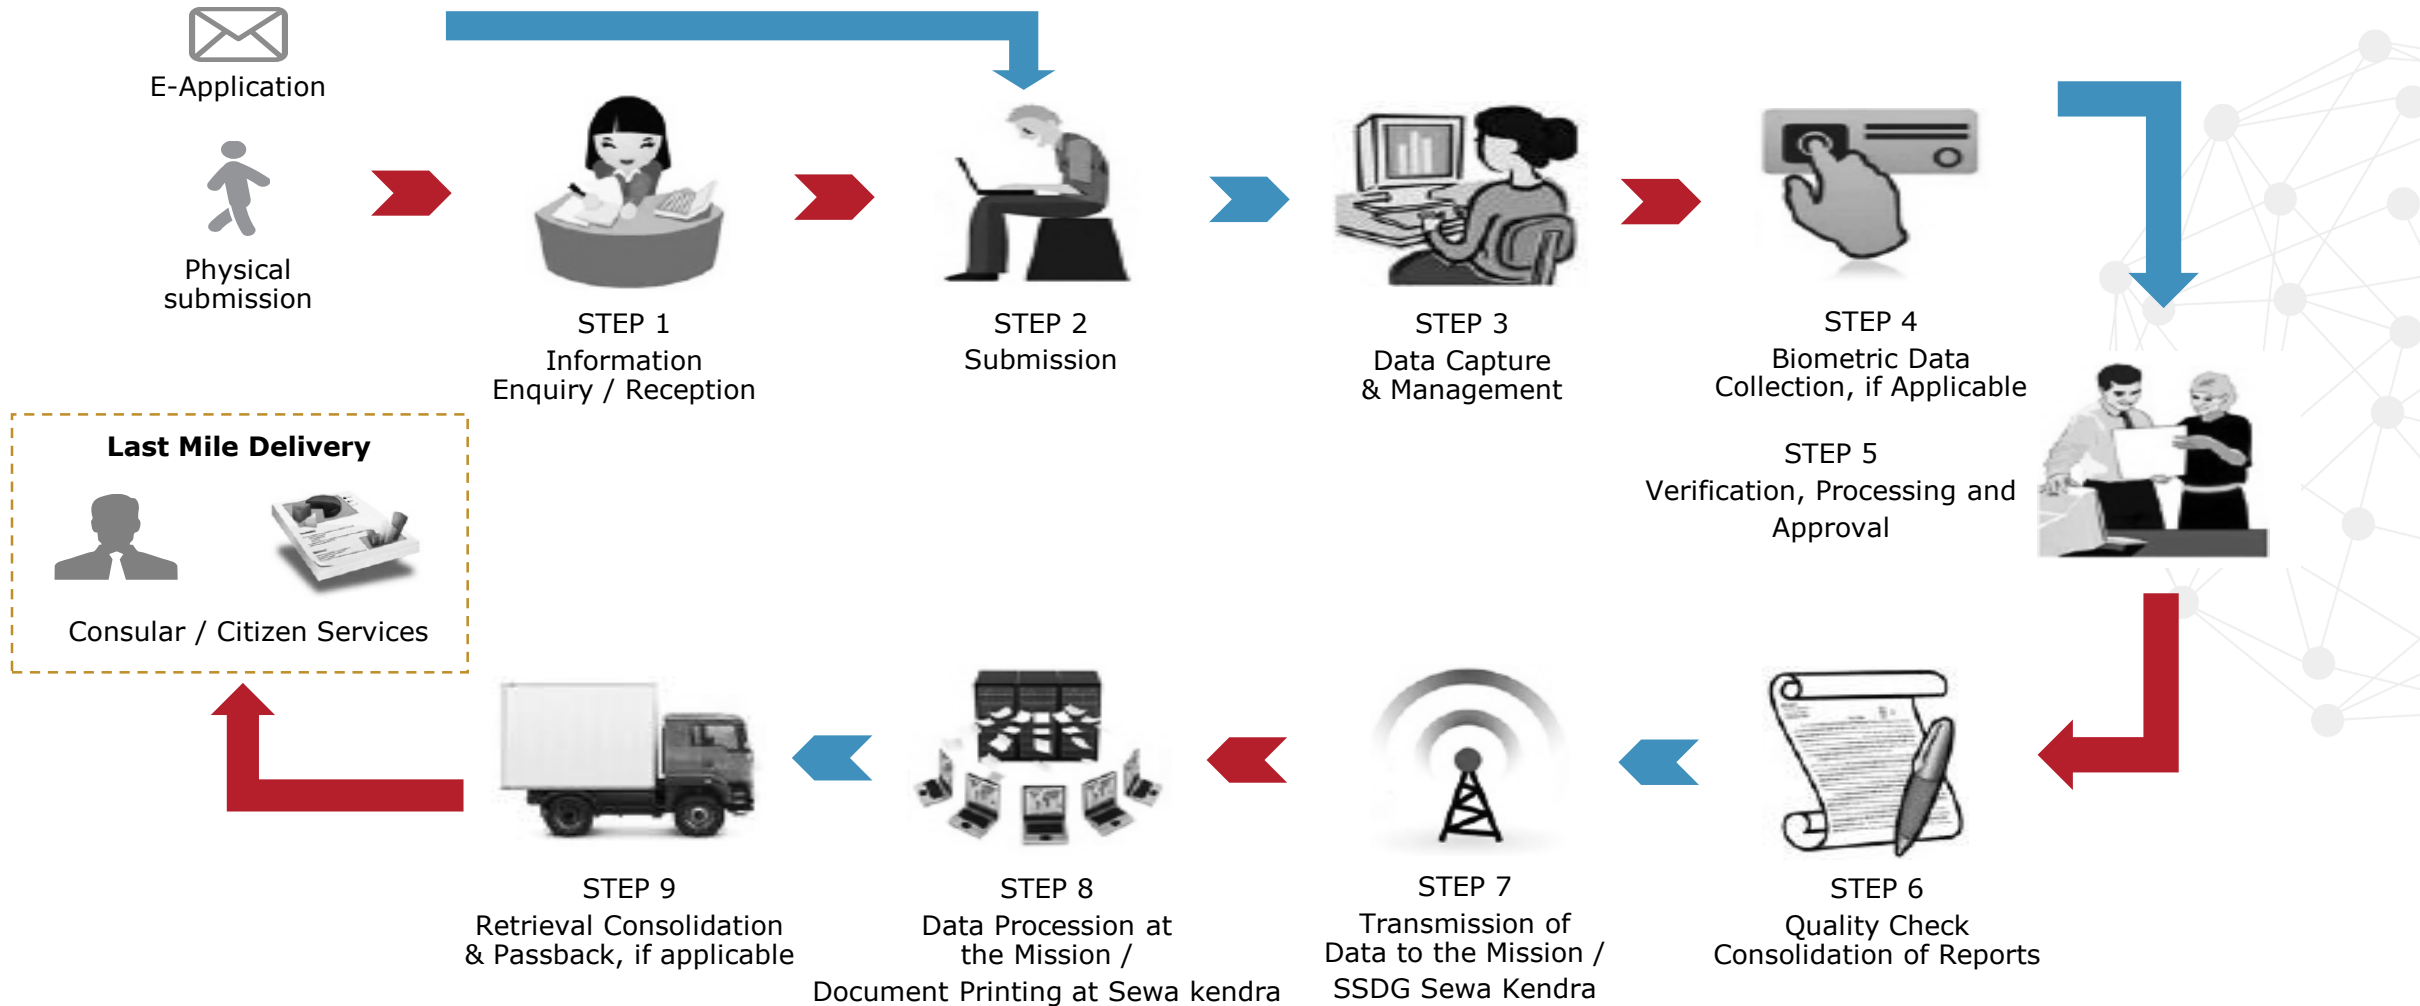 E-Application
Physical
submission
STEP 1
Information
Enquiry / Reception
STEP 2
Submission
STEP 3
Data Capture
& Management
STEP 4
Biometric Data
Collection, if Applicable
STEP 5
Verification, Processing and
Approval
STEP 6
Quality Check
Consolidation of Reports
STEP 7
Transmission of
Data to the Mission /
SSDG Sewa Kendra
STEP 8
Data Procession at
the Mission /
Document Printing at Sewa kendra
STEP 9
Retrieval Consolidation
& Passback, if applicable
Last Mile Delivery
Consular / Citizen Services